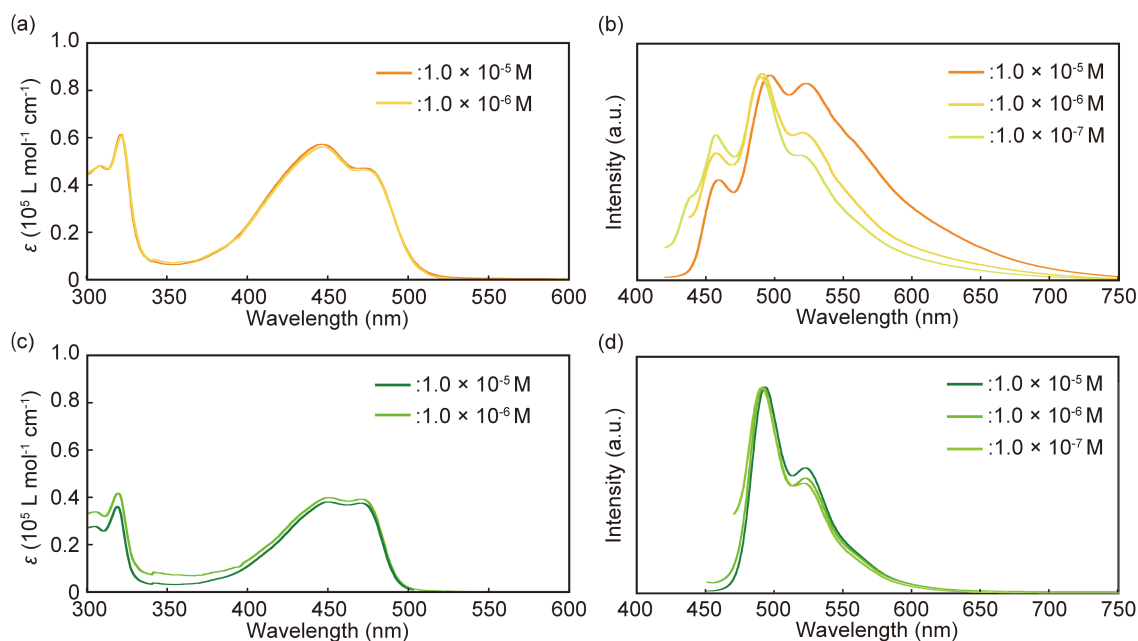 (a)
1.0
0.8
0.6
0.4
0.2
0
ε (10⁵ L mol⁻¹ cm⁻¹)
:1.0 × 10⁻⁵ M
:1.0 × 10⁻⁶ M
300 350 400 450 500 550 600
Wavelength (nm)
(b)
Intensity (a.u.)
:1.0 × 10⁻⁵ M
:1.0 × 10⁻⁶ M
:1.0 × 10⁻⁷ M
400 450 500 550 600 650 700 750
Wavelength (nm)
(c)
1.0
0.8
0.6
0.4
0.2
0
ε (10⁵ L mol⁻¹ cm⁻¹)
:1.0 × 10⁻⁵ M
:1.0 × 10⁻⁶ M
300 350 400 450 500 550 600
Wavelength (nm)
(d)
Intensity (a.u.)
:1.0 × 10⁻⁵ M
:1.0 × 10⁻⁶ M
:1.0 × 10⁻⁷ M
400 450 500 550 600 650 700 750
Wavelength (nm)